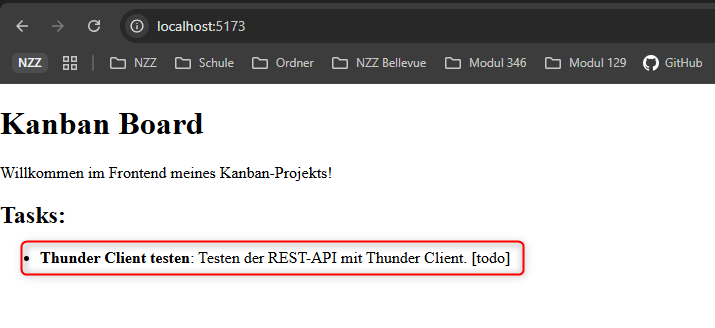 localhost:5173
NZZ NZZ Schule Ordner NZZ Bellevue Modul 346 Modul 129 GitHub
Kanban Board
Willkommen im Frontend meines Kanban-Projekts!
Tasks:
• Thunder Client testen: Testen der REST-API mit Thunder Client. [todo]